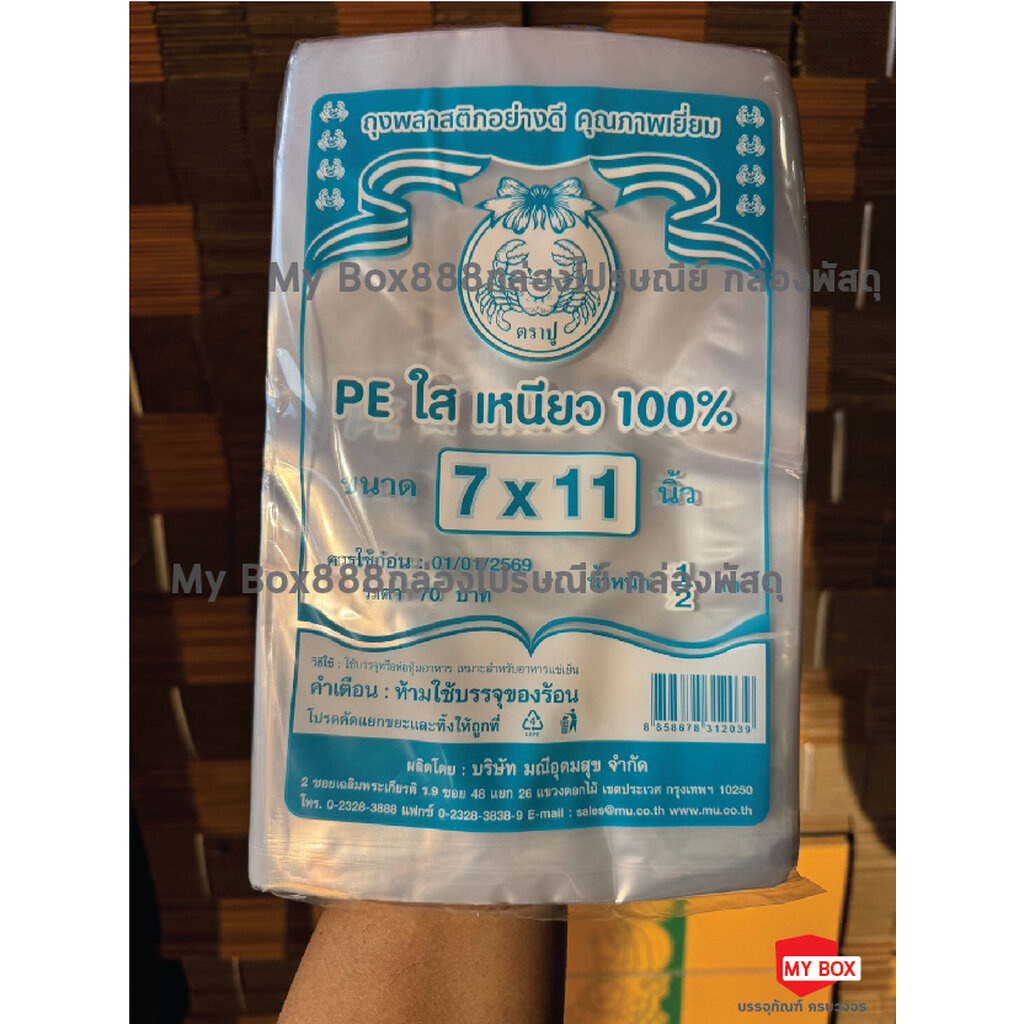 ถุงพลาสติกอย่างดี คุณภาพเยี่ยม
ตราปู
My Box888กล่องไปรษณีย์ กล่องพัสดุ
PE ใส เหนียว 100%
ขนาด 7 x 11 นิ้ว
ควรใช้ก่อน : 01/01/2569
My Box888กล่องไปรษณีย์ กล่องพัสดุ
ราคา 70 บาท
น้ำหนัก 1/2
วิธีใช้ : ใช้บรรจุหรือห่อหุ้มอาหาร เหมาะสำหรับอาหารแช่เย็น
คำเตือน : ห้ามใช้บรรจุของร้อน
โปรดคัดแยกขยะและทิ้งให้ถูกที่
4
LDPE
8 858678 312039
ผลิตโดย : บริษัท มณีอุดมสุข จำกัด
2 ซอยเฉลิมพระเกียรติ ร.9 ซอย 48 แยก 26 แขวงดอกไม้ เขตประเวศ กรุงเทพฯ 10250
โทร. 0-2328-3888 แฟกซ์ 0-2328-3838-9 E-mail : sales@mu.co.th www.mu.co.th
MY BOX
บรรจุภัณฑ์ ครบวงจร